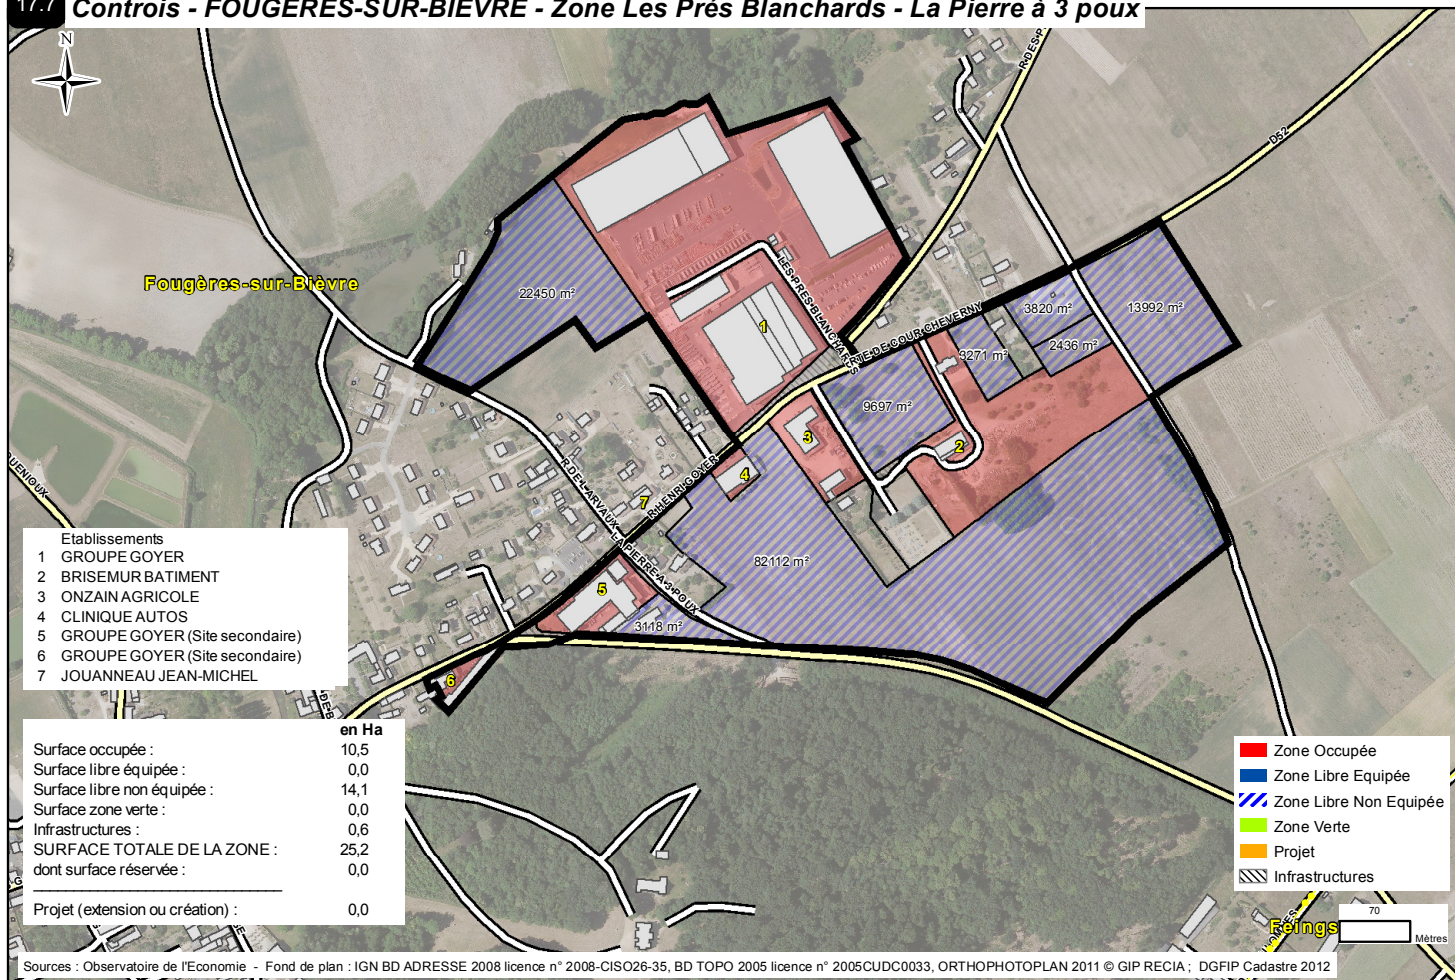 17.7 Controis - FOUGERES-SUR-BIEVRE - Zone Les Prés Blanchards - La Pierre à 3 poux
N
R DES P
D52
Fougères-sur-Bièvre
22450 m²
LES PRES BLANCHARDS
1
RTE DE COUR CHEVERNY
3820 m²
13992 m²
2436 m²
3271 m²
9697 m²
3
2
4
R HENRI GOYER
7
R DE L'ARVAUX
LA PIERRE A 3 POUX
82112 m²
5
3118 m²
6
QUENIOUX
Etablissements
1 GROUPE GOYER
2 BRISEMUR BATIMENT
3 ONZAIN AGRICOLE
4 CLINIQUE AUTOS
5 GROUPE GOYER (Site secondaire)
6 GROUPE GOYER (Site secondaire)
7 JOUANNEAU JEAN-MICHEL
en Ha
Surface occupée : 10,5
Surface libre équipée : 0,0
Surface libre non équipée : 14,1
Surface zone verte : 0,0
Infrastructures : 0,6
SURFACE TOTALE DE LA ZONE : 25,2
dont surface réservée : 0,0
Projet (extension ou création) : 0,0
Zone Occupée
Zone Libre Equipée
Zone Libre Non Equipée
Zone Verte
Projet
Infrastructures
Feings
70
Mètres
Sources : Observatoire de l'Economie - Fond de plan : IGN BD ADRESSE 2008 licence n° 2008-CISO26-35, BD TOPO 2005 licence n° 2005CUDC0033, ORTHOPHOTOPLAN 2011 © GIP RECIA ; DGFIP Cadastre 2012